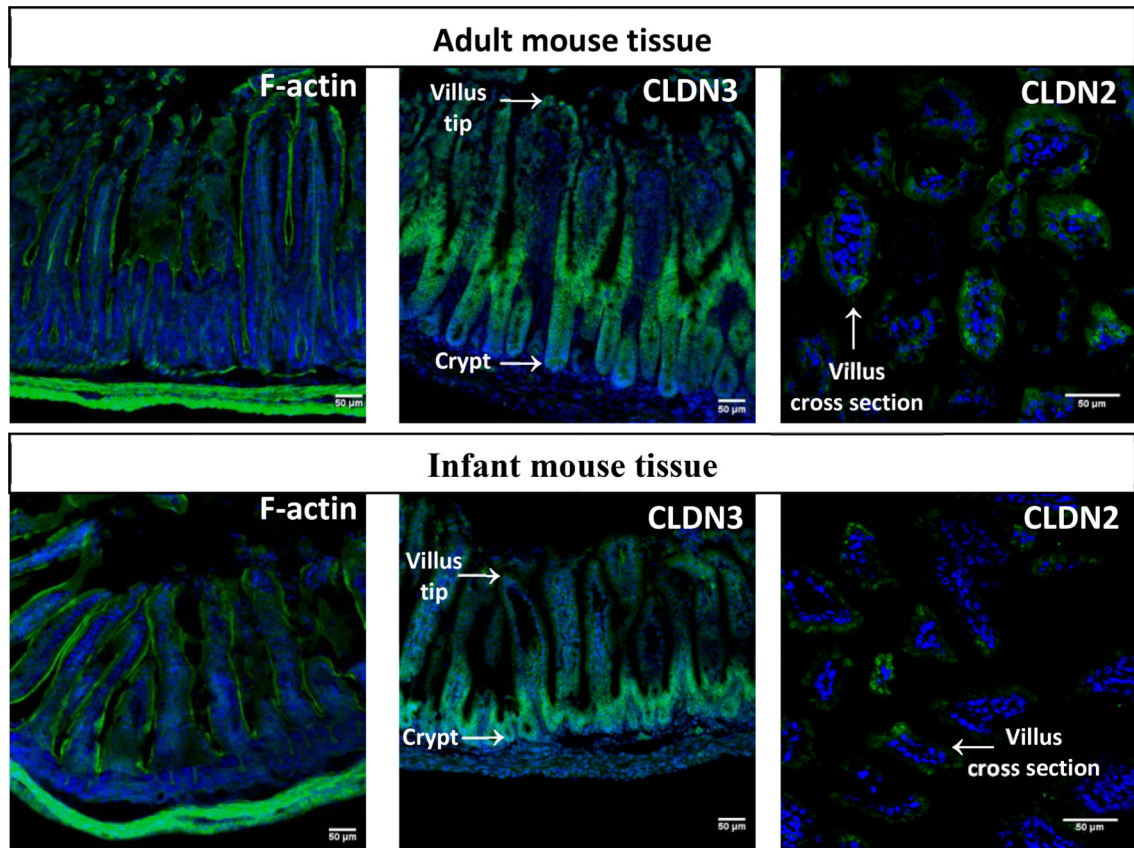 Adult mouse tissue
F-actin
CLDN3
CLDN2
Villus
tip
Crypt
Villus
cross section
50 µm
50 µm
50 µm
Infant mouse tissue
F-actin
CLDN3
CLDN2
Villus
tip
Crypt
Villus
cross section
50 µm
50 µm
50 µm